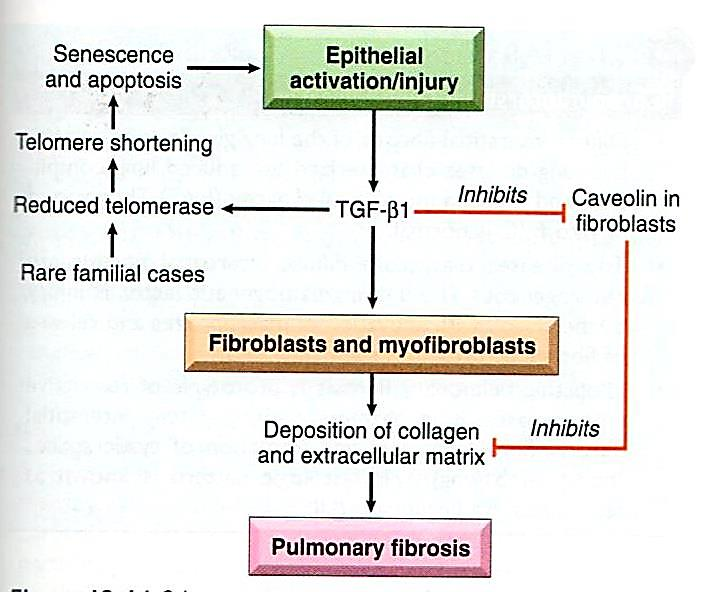 Senescence
and apoptosis
Epithelial
activation/injury
Telomere shortening
Reduced telomerase
TGF-β1
Inhibits
Caveolin in
fibroblasts
Rare familial cases
Fibroblasts and myofibroblasts
Deposition of collagen
and extracellular matrix
Inhibits
Pulmonary fibrosis